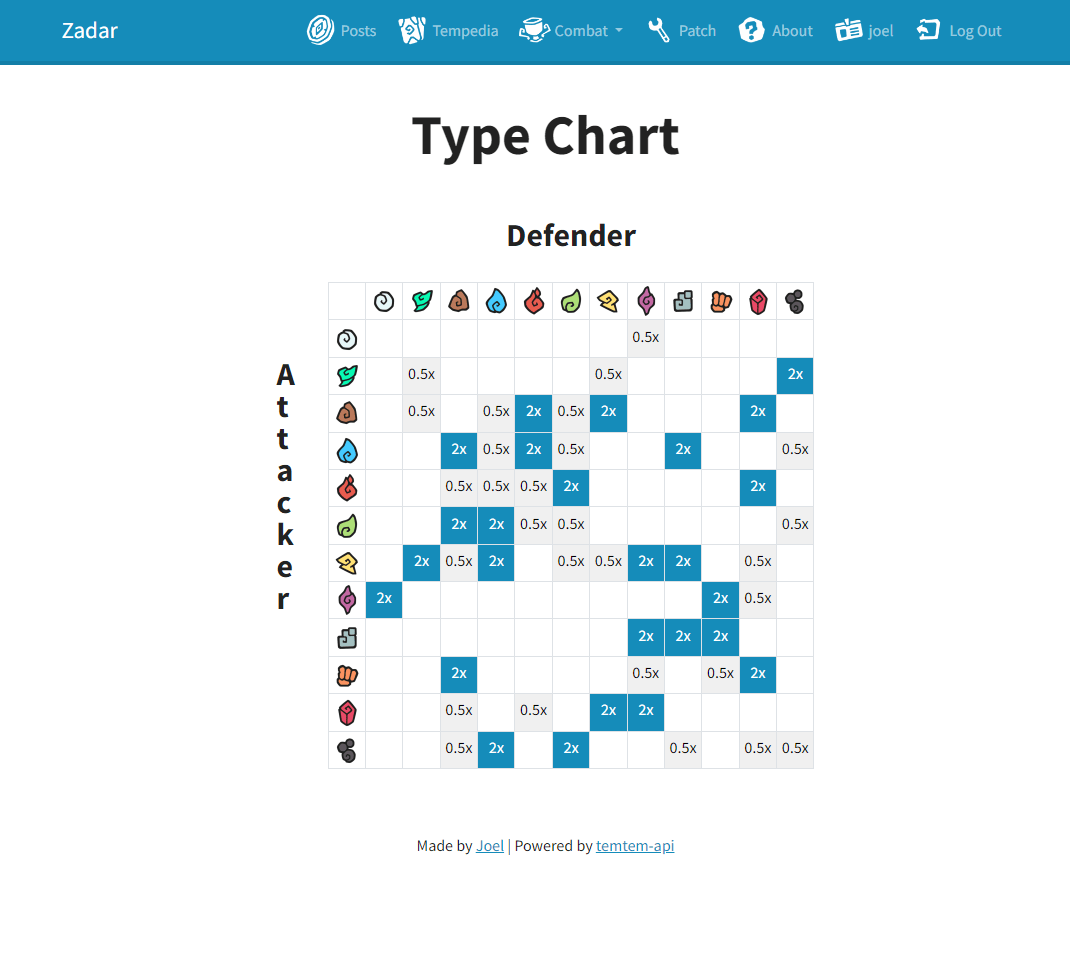 Zadar Posts Tempedia Combat Patch About joel Log Out
Type Chart
Defender
Attacker
0.5x
0.5x 0.5x 2x
0.5x 0.5x 2x 0.5x 2x 2x
2x 0.5x 2x 0.5x 2x 0.5x
0.5x 0.5x 0.5x 2x 2x
2x 2x 0.5x 0.5x 0.5x
2x 0.5x 2x 0.5x 0.5x 2x 2x 0.5x
2x 2x 0.5x
2x 2x 2x
2x 0.5x 0.5x 2x
0.5x 0.5x 2x 2x
0.5x 2x 2x 0.5x 0.5x 0.5x
Made by Joel | Powered by temtem-api